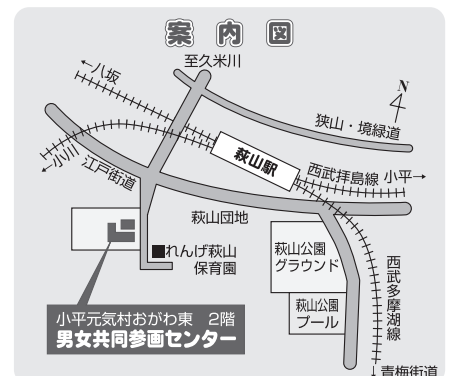 案内図
至久米川
←八坂
N
狭山・境緑道
萩山駅
←小川
江戸街道
西武拝島線 小平→
萩山団地
■れんげ萩山
保育園
萩山公園
グラウンド
西武多摩湖線
萩山公園
プール
小平元気村おがわ東 2階
男女共同参画センター
↓青梅街道